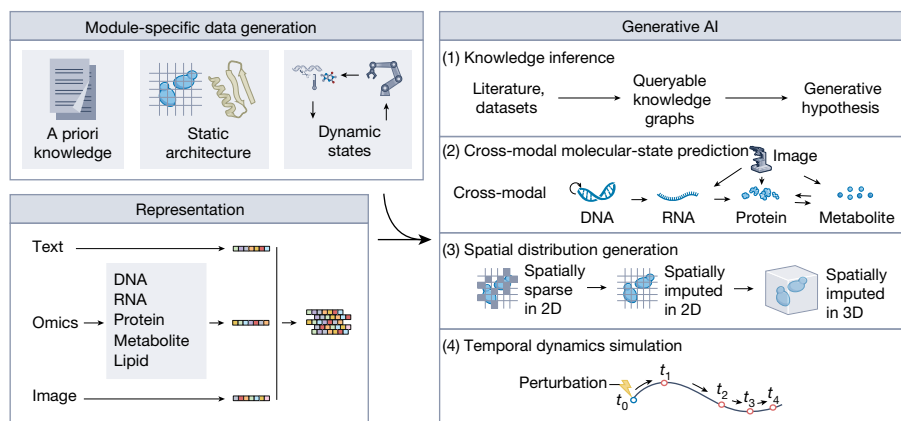 Module-specific data generation
A priori
knowledge
Static
architecture
Dynamic
states
Representation
Text
Omics
DNA
RNA
Protein
Metabolite
Lipid
Image
Generative AI
(1) Knowledge inference
Literature,
datasets
Queryable
knowledge
graphs
Generative
hypothesis
(2) Cross-modal molecular-state prediction
Image
Cross-modal
DNA
RNA
Protein
Metabolite
(3) Spatial distribution generation
Spatially
sparse
in 2D
Spatially
imputed
in 2D
Spatially
imputed
in 3D
(4) Temporal dynamics simulation
Perturbation
t0
t1
t2
t3
t4